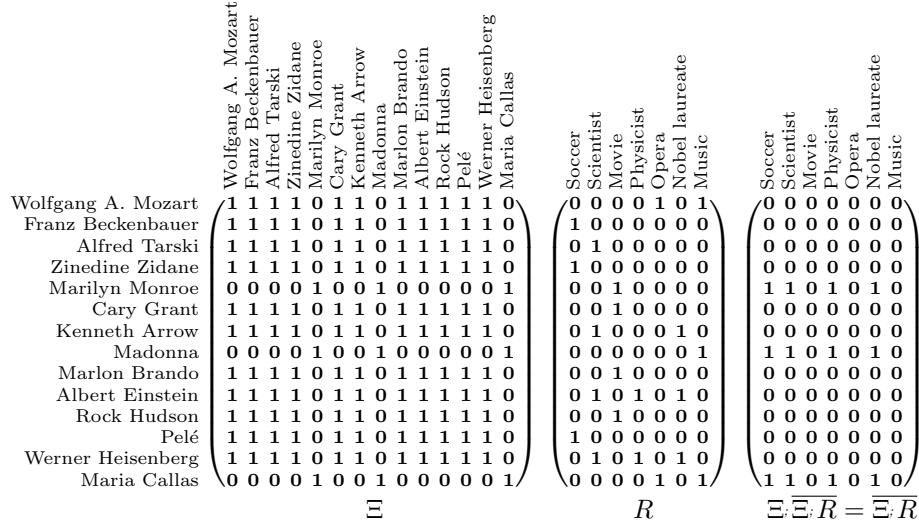 Wolfgang A. Mozart Franz Beckenbauer Alfred Tarski Zinedine Zidane Marilyn Monroe Cary Grant Kenneth Arrow Madonna Marlon Brando Albert Einstein Rock Hudson Pelé Werner Heisenberg Maria Callas Soccer Scientist Movie Physicist Opera Nobel laureate Music Soccer Scientist Movie Physicist Opera Nobel laureate Music
Wolfgang A. Mozart 1 1 1 1 0 1 1 0 1 1 1 1 1 0 0 0 0 0 1 0 1 0 0 0 0 0 0 0
Franz Beckenbauer 1 1 1 1 0 1 1 0 1 1 1 1 1 0 1 0 0 0 0 0 0 0 0 0 0 0 0 0
Alfred Tarski 1 1 1 1 0 1 1 0 1 1 1 1 1 0 0 1 0 0 0 0 0 0 0 0 0 0 0 0
Zinedine Zidane 1 1 1 1 0 1 1 0 1 1 1 1 1 0 1 0 0 0 0 0 0 0 0 0 0 0 0 0
Marilyn Monroe 0 0 0 0 1 0 0 1 0 0 0 0 0 1 0 0 1 0 0 0 0 1 1 0 1 0 1 0
Cary Grant 1 1 1 1 0 1 1 0 1 1 1 1 1 0 0 0 1 0 0 0 0 0 0 0 0 0 0 0
Kenneth Arrow 1 1 1 1 0 1 1 0 1 1 1 1 1 0 0 1 0 0 0 1 0 0 0 0 0 0 0 0
Madonna 0 0 0 0 1 0 0 1 0 0 0 0 0 1 0 0 0 0 0 0 1 1 1 0 1 0 1 0
Marlon Brando 1 1 1 1 0 1 1 0 1 1 1 1 1 0 0 0 1 0 0 0 0 0 0 0 0 0 0 0
Albert Einstein 1 1 1 1 0 1 1 0 1 1 1 1 1 0 0 1 0 1 0 1 0 0 0 0 0 0 0 0
Rock Hudson 1 1 1 1 0 1 1 0 1 1 1 1 1 0 0 0 1 0 0 0 0 0 0 0 0 0 0 0
Pelé 1 1 1 1 0 1 1 0 1 1 1 1 1 0 1 0 0 0 0 0 0 0 0 0 0 0 0 0
Werner Heisenberg 1 1 1 1 0 1 1 0 1 1 1 1 1 0 0 1 0 1 0 1 0 0 0 0 0 0 0 0
Maria Callas 0 0 0 0 1 0 0 1 0 0 0 0 0 1 0 0 0 0 1 0 1 1 1 0 1 0 1 0
Ξ R Ξ;\overline{Ξ;R} = \overline{Ξ;R}